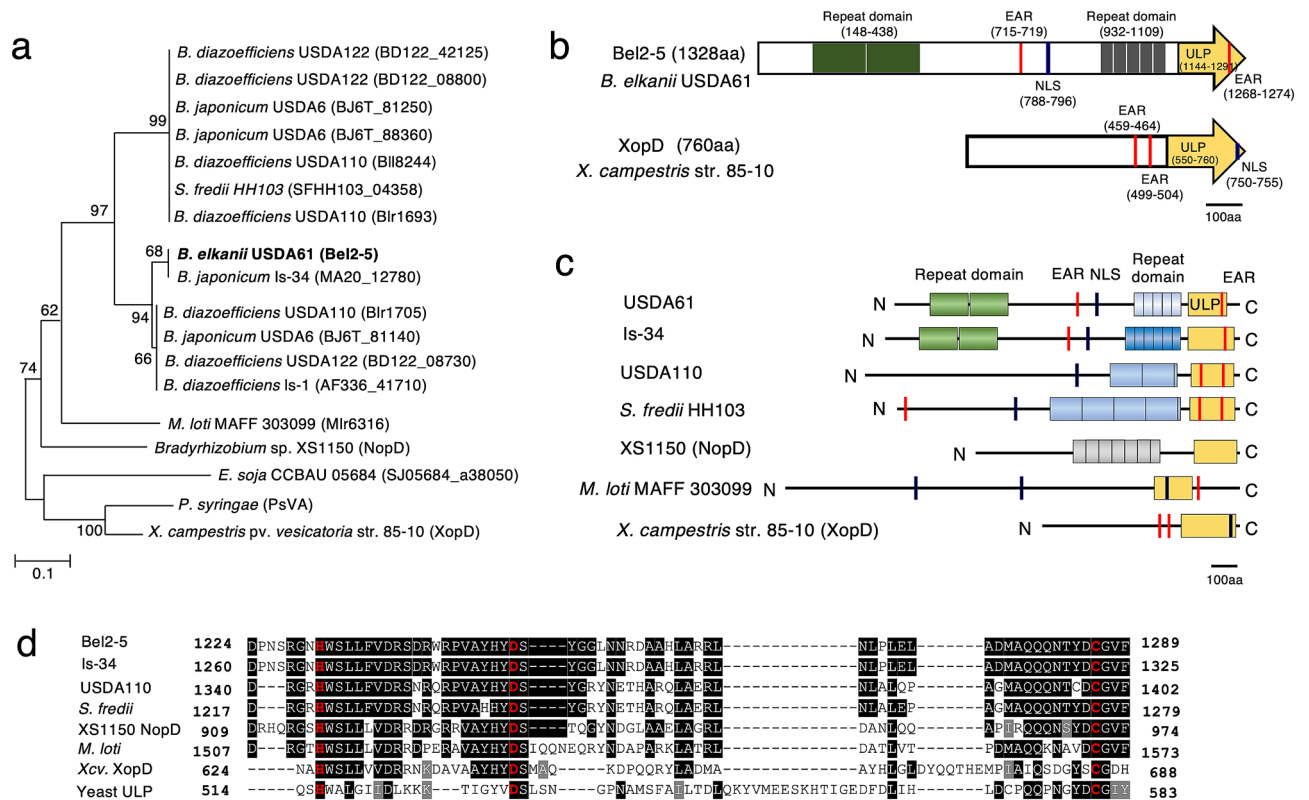 a
B. diazoefficiens USDA122 (BD122_42125)
B. diazoefficiens USDA122 (BD122_08800)
B. japonicum USDA6 (BJ6T_81250)
99
B. japonicum USDA6 (BJ6T_88360)
B. diazoefficiens USDA110 (Bll8244)
S. fredii HH103 (SFHH103_04358)
97
B. diazoefficiens USDA110 (Blr1693)
68
B. elkanii USDA61 (Bel2-5)
B. japonicum Is-34 (MA20_12780)
62
94
B. diazoefficiens USDA110 (Blr1705)
B. japonicum USDA6 (BJ6T_81140)
66
B. diazoefficiens USDA122 (BD122_08730)
74
B. diazoefficiens Is-1 (AF336_41710)
M. loti MAFF 303099 (Mlr6316)
Bradyrhizobium sp. XS1150 (NopD)
E. soja CCBAU 05684 (SJ05684_a38050)
P. syringae (PsVA)
100
X. campestris pv. vesicatoria str. 85-10 (XopD)
0.1
b
Repeat domain
(148-438)
EAR
(715-719)
Repeat domain
(932-1109)
Bel2-5 (1328aa)
B. elkanii USDA61
ULP
(1144-1291)
NLS
(788-796)
EAR
(1268-1274)
EAR
(459-464)
XopD (760aa)
X. campestris str. 85-10
ULP
(550-760)
EAR
(499-504)
NLS
(750-755)
100aa
c
Repeat domain
EAR NLS
Repeat
domain
EAR
USDA61 N ULP C
Is-34 N C
USDA110 N C
S. fredii HH103 N C
XS1150 (NopD) N C
M. loti MAFF 303099 N C
X. campestris str. 85-10 (XopD) N C
100aa
d
Bel2-5 1224 DPNSRGNHWSLLFVDRSDRWRPVAYHYDS----YGGLNNRDAAHLARRL--------------NLPLEL-------ADMAQQQNTYDCGVF 1289
Is-34 1260 DPNSRGNHWSLLFVDRSDRWRPVAYHYDS----YGGLNNRDAAHLARRL--------------NLPLEL-------ADMAQQQNTYDCGVF 1325
USDA110 1340 D---RGRHWSLLFVDRSNRQRPVAYHYDS----YGRYNETHARQLAERL--------------NLALQP-------AGMAQQQNTCDCGVF 1402
S. fredii 1217 D---RGRHWSLLFVDRSNRQRPVAHHYDS----YGRYNETHARQLAERL--------------NLALEP-------AGMAQQQNTYDCGVF 1279
XS1150 NopD 909 DRHQRGSHWSLLLVDRRDRGRRVAYHYDS----TQGYNDGLAAELAGRL--------------DANLQQ-------APIRQQQNSYDCGVF 974
M. loti 1507 D---RGTHWSLLLVDRRDPERAVAYHYDSIQQNEQRYNDAPARKLATRL--------------DATLVT-------PDMAQQKNAVDCGVF 1573
Xcv. XopD 624 -----NAHWSLLVVDRRNKDAVAAYHYDSMAQ----KDPQQRYLADMA--------------AYHLGLDYQQTHEMPIAIQSDGYSCGDH 688
Yeast ULP 514 -----QSHWALGIIDLKKK----TIGYVDSLSN----GPNAMSFAILTDLQKYVMEESKHTIGEDFDLIH------LDCPQQPNGYDCGIY 583